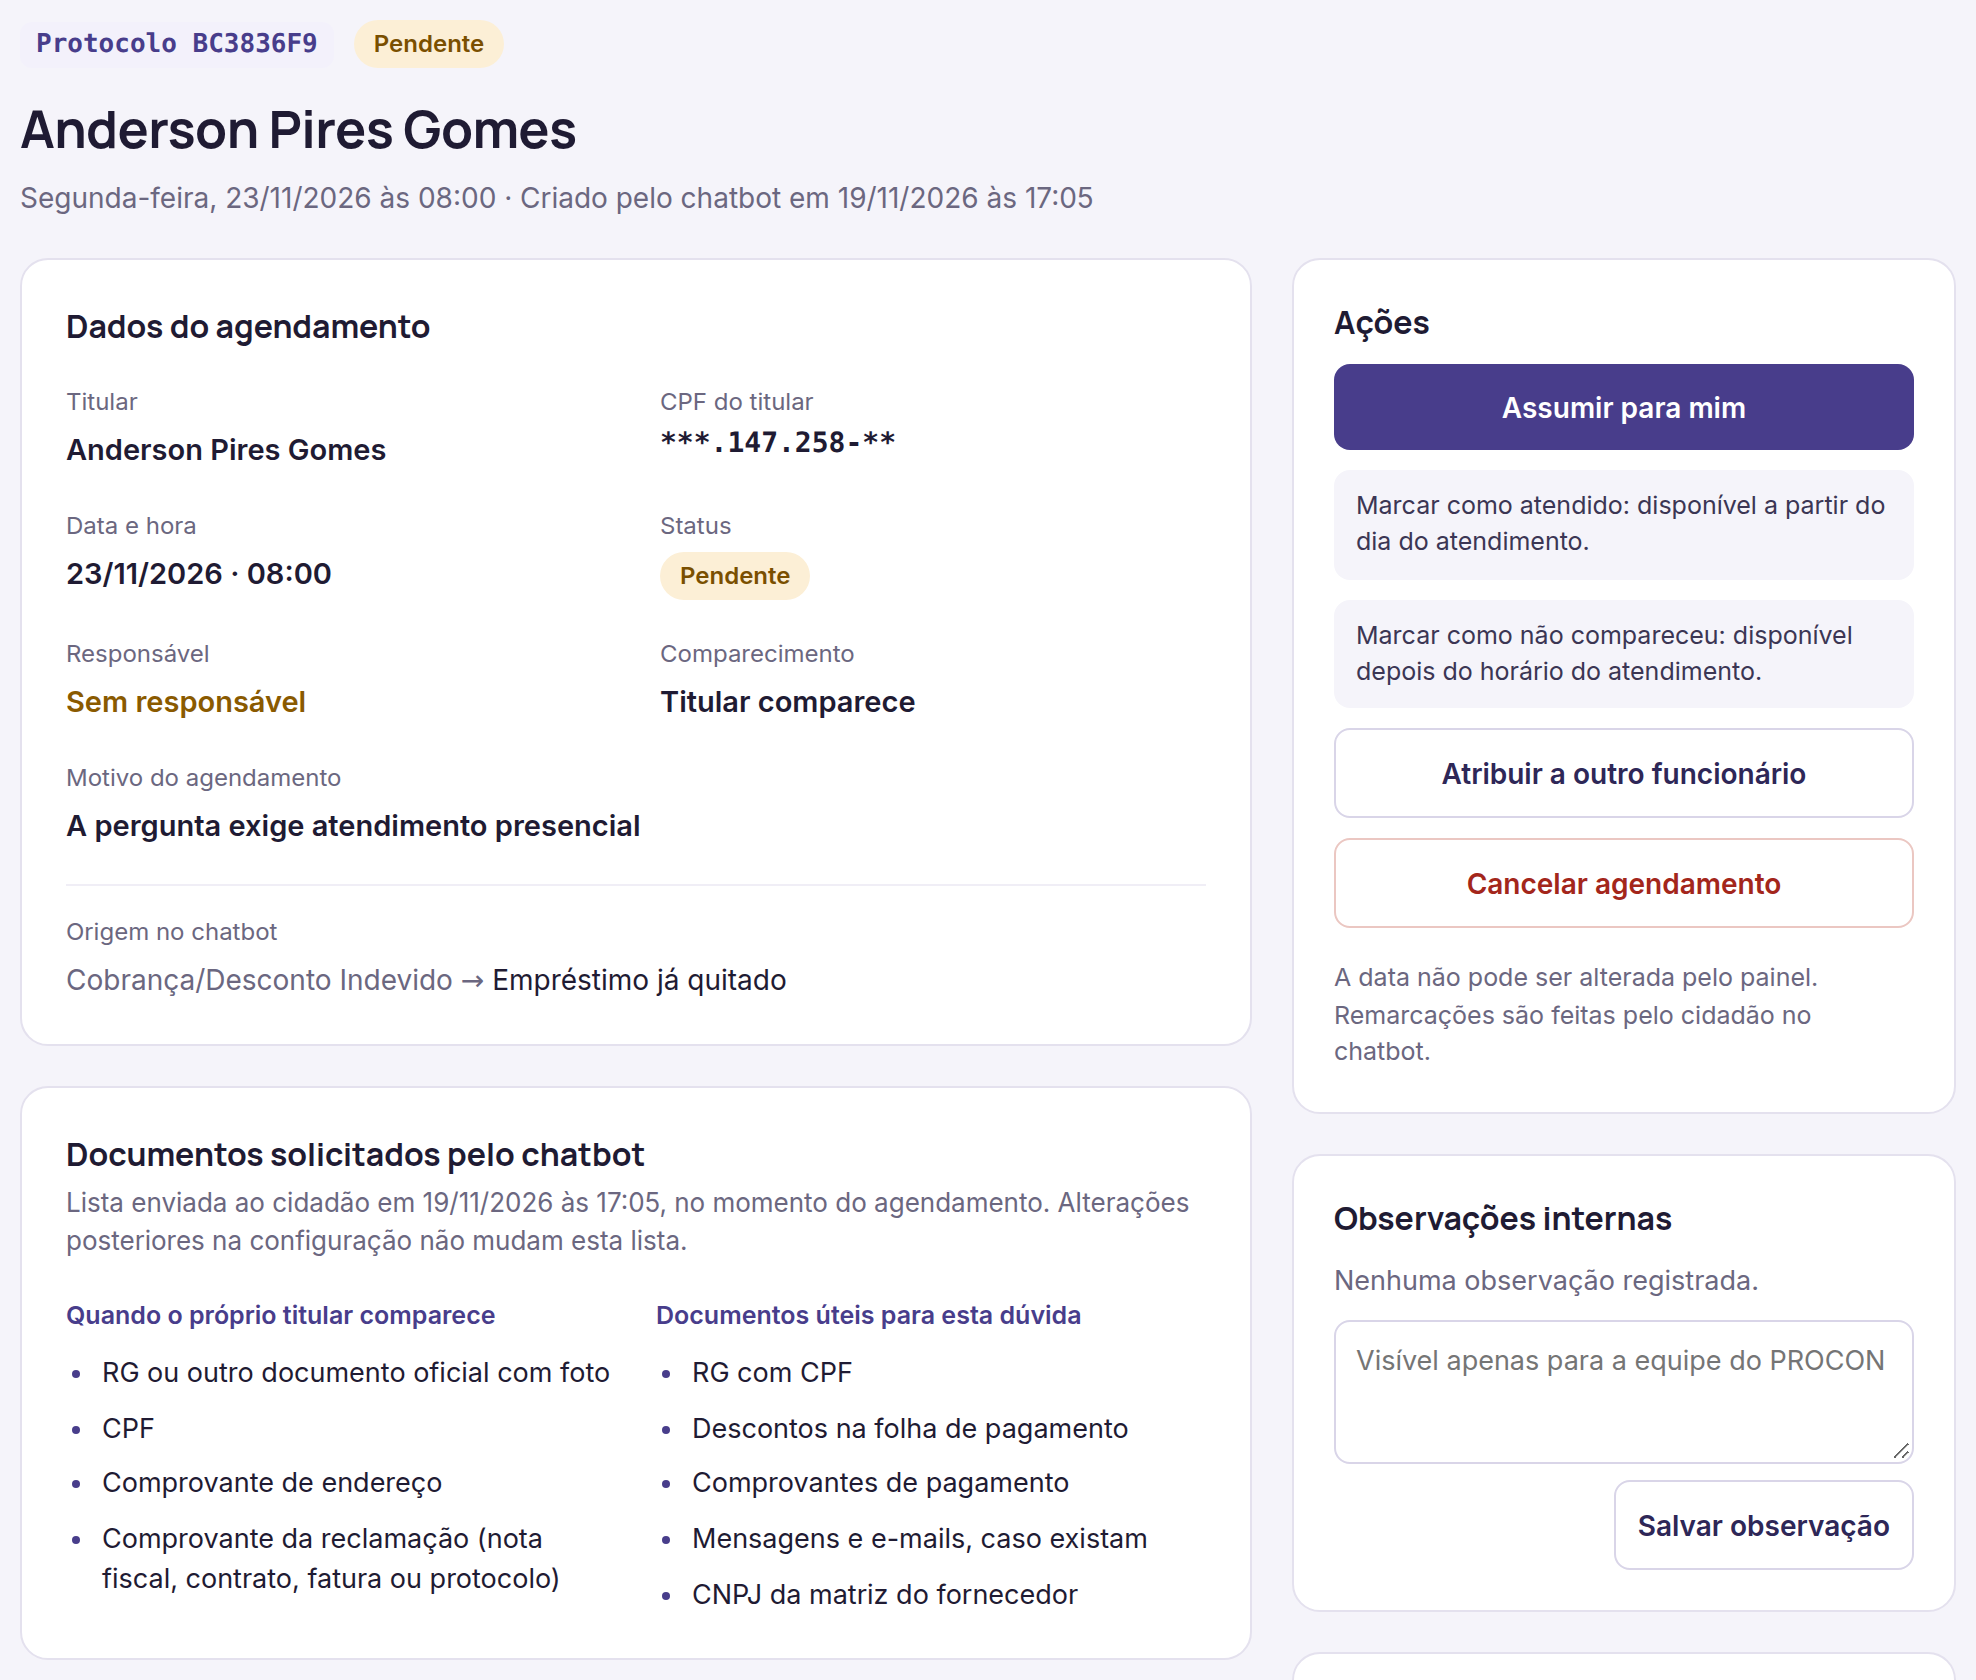 Protocolo BC3836F9
Pendente
Anderson Pires Gomes
Segunda-feira, 23/11/2026 às 08:00 · Criado pelo chatbot em 19/11/2026 às 17:05
Dados do agendamento
Titular
Anderson Pires Gomes
CPF do titular
***.147.258-**
Data e hora
23/11/2026 · 08:00
Status
Pendente
Responsável
Sem responsável
Comparecimento
Titular comparece
Motivo do agendamento
A pergunta exige atendimento presencial
Origem no chatbot
Cobrança/Desconto Indevido → Empréstimo já quitado
Documentos solicitados pelo chatbot
Lista enviada ao cidadão em 19/11/2026 às 17:05, no momento do agendamento. Alterações
posteriores na configuração não mudam esta lista.
Quando o próprio titular comparece
• RG ou outro documento oficial com foto
• CPF
• Comprovante de endereço
• Comprovante da reclamação (nota
fiscal, contrato, fatura ou protocolo)
Documentos úteis para esta dúvida
• RG com CPF
• Descontos na folha de pagamento
• Comprovantes de pagamento
• Mensagens e e-mails, caso existam
• CNPJ da matriz do fornecedor
Ações
Assumir para mim
Marcar como atendido: disponível a partir do
dia do atendimento.
Marcar como não compareceu: disponível
depois do horário do atendimento.
Atribuir a outro funcionário
Cancelar agendamento
A data não pode ser alterada pelo painel.
Remarcações são feitas pelo cidadão no
chatbot.
Observações internas
Nenhuma observação registrada.
Visível apenas para a equipe do PROCON
Salvar observação